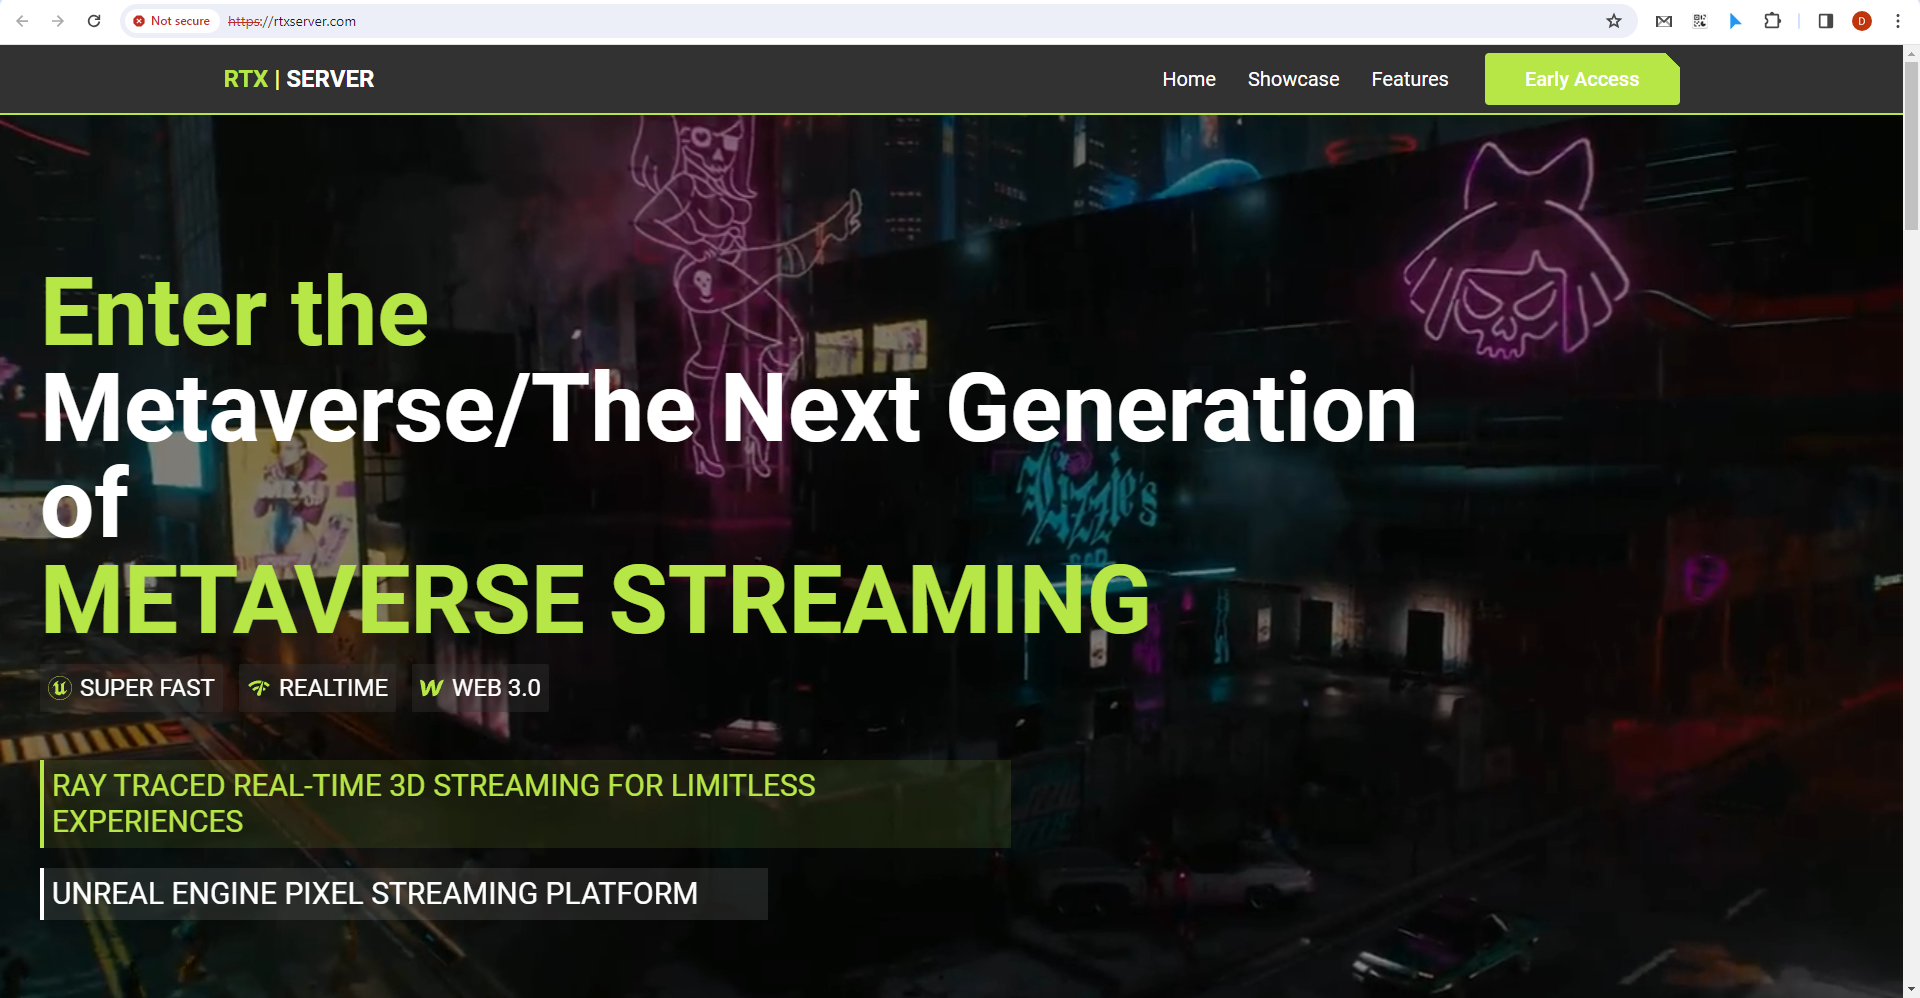 Not secure https://rtxserver.com
D
RTX | SERVER
Home Showcase Features Early Access
Enter the
Metaverse/The Next Generation
of
METAVERSE STREAMING
SUPER FAST REALTIME WEB 3.0
RAY TRACED REAL-TIME 3D STREAMING FOR LIMITLESS
EXPERIENCES
UNREAL ENGINE PIXEL STREAMING PLATFORM
Lizzie's
BAR